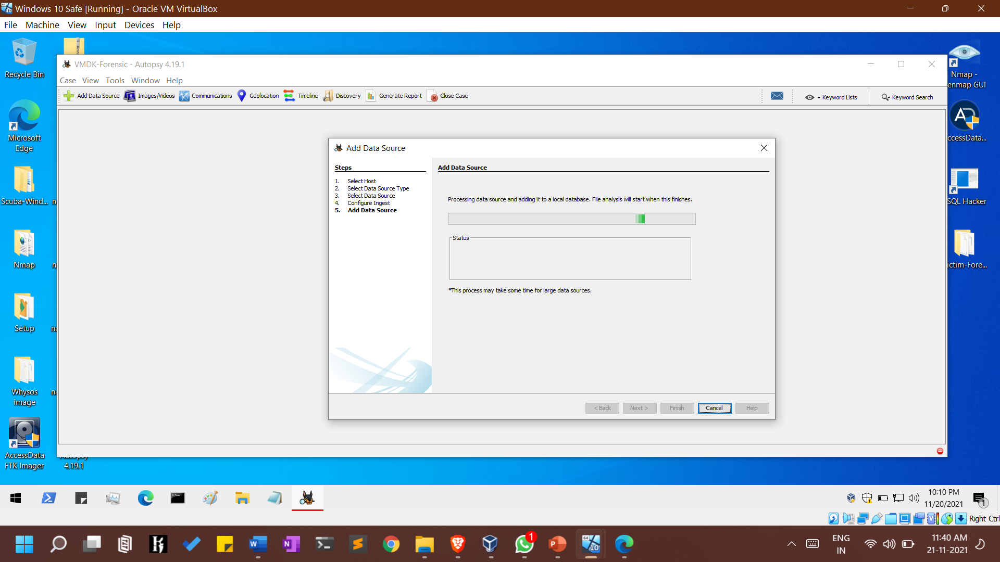 Windows 10 Safe [Running] - Oracle VM VirtualBox
File Machine View Input Devices Help
Recycle Bin
Microsoft
Edge
Scuba-Wind...
Nmap
Setup
Whysos
image
AccessData
FTK Imager
4.19.1
VMDK-Forensic - Autopsy 4.19.1
Case View Tools Window Help
Add Data Source Images/Videos Communications Geolocation Timeline Discovery Generate Report Close Case Keyword Lists Keyword Search
Add Data Source
Steps
1. Select Host
2. Select Data Source Type
3. Select Data Source
4. Configure Ingest
5. Add Data Source
Add Data Source
Processing data source and adding it to a local database. File analysis will start when this finishes.
Status
*This process may take some time for large data sources.
< Back Next > Finish Cancel Help
Nmap -
enmap GUI
ccessData...
SQL Hacker
ictim-Fore...
10:10 PM
11/20/2021
1
Right Ctrl
1
64
10
ENG
IN
11:40 AM
21-11-2021